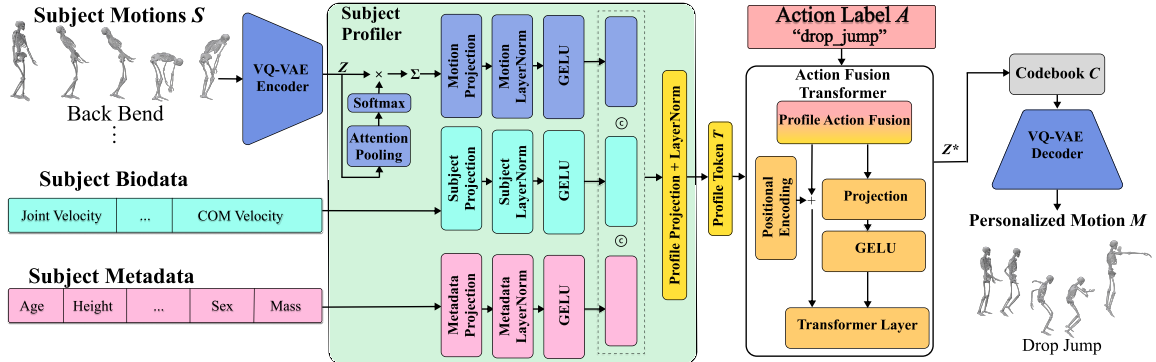 Subject Motions S
Back Bend
⋮
VQ-VAE
Encoder
Subject Biodata
Joint Velocity
...
COM Velocity
Subject Metadata
Age
Height
...
Sex
Mass
Subject
Profiler
Z
×
Σ
Softmax
Attention
Pooling
Motion
Projection
Motion
LayerNorm
GELU
Subject
Projection
Subject
LayerNorm
GELU
Metadata
Projection
Metadata
LayerNorm
GELU
©
©
Profile Projection + LayerNorm
Profile Token T
Action Label A
“drop_jump”
Action Fusion
Transformer
Profile Action Fusion
Positional
Encoding
+
Projection
GELU
Transformer Layer
Z*
Codebook C
VQ-VAE
Decoder
Personalized Motion M
Drop Jump